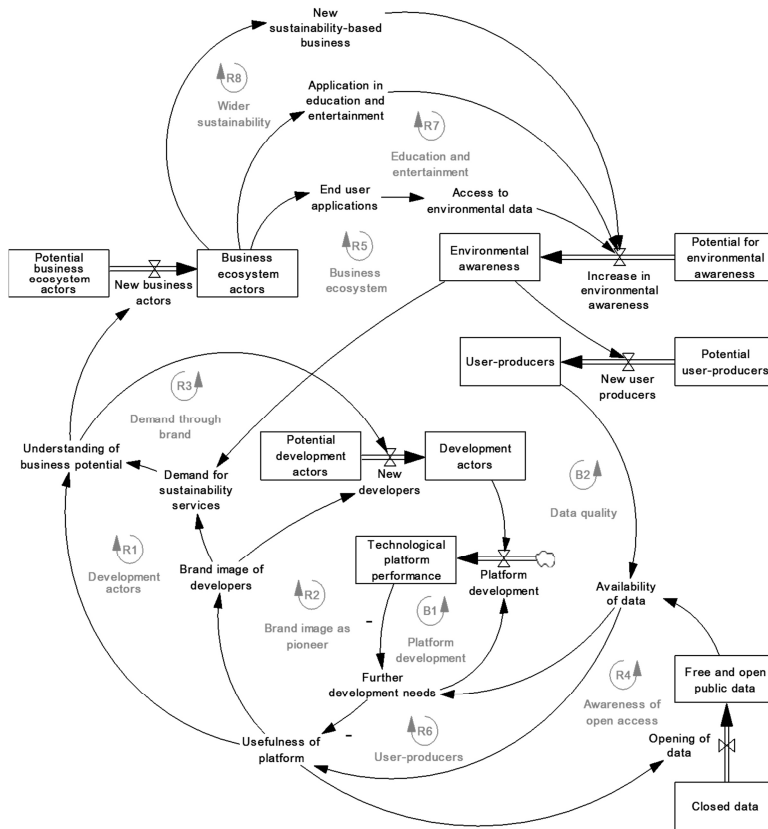 New
sustainability-based
business
R8
Wider
sustainability
Application in
education and
entertainment
R7
Education and
entertainment
End user
applications
Access to
environmental data
R5
Business
ecosystem
Potential
business
ecosystem
actors
New business
actors
Business
ecosystem
actors
Environmental
awareness
Increase in
environmental
awareness
Potential for
environmental
awareness
User-producers
New user
producers
Potential
user-producers
R3
Demand through
brand
Understanding of
business potential
Demand for
sustainability
services
Potential
development
actors
New
developers
Development
actors
B2
Data quality
R1
Development
actors
Brand image of
developers
R2
Brand image as
pioneer
Technological
platform
performance
Platform
development
-
B1
Platform
development
Availability
of data
Further
development needs
R4
Awareness of
open access
Free and open
public data
Usefulness of
platform
-
R6
User-producers
Opening of
data
Closed data